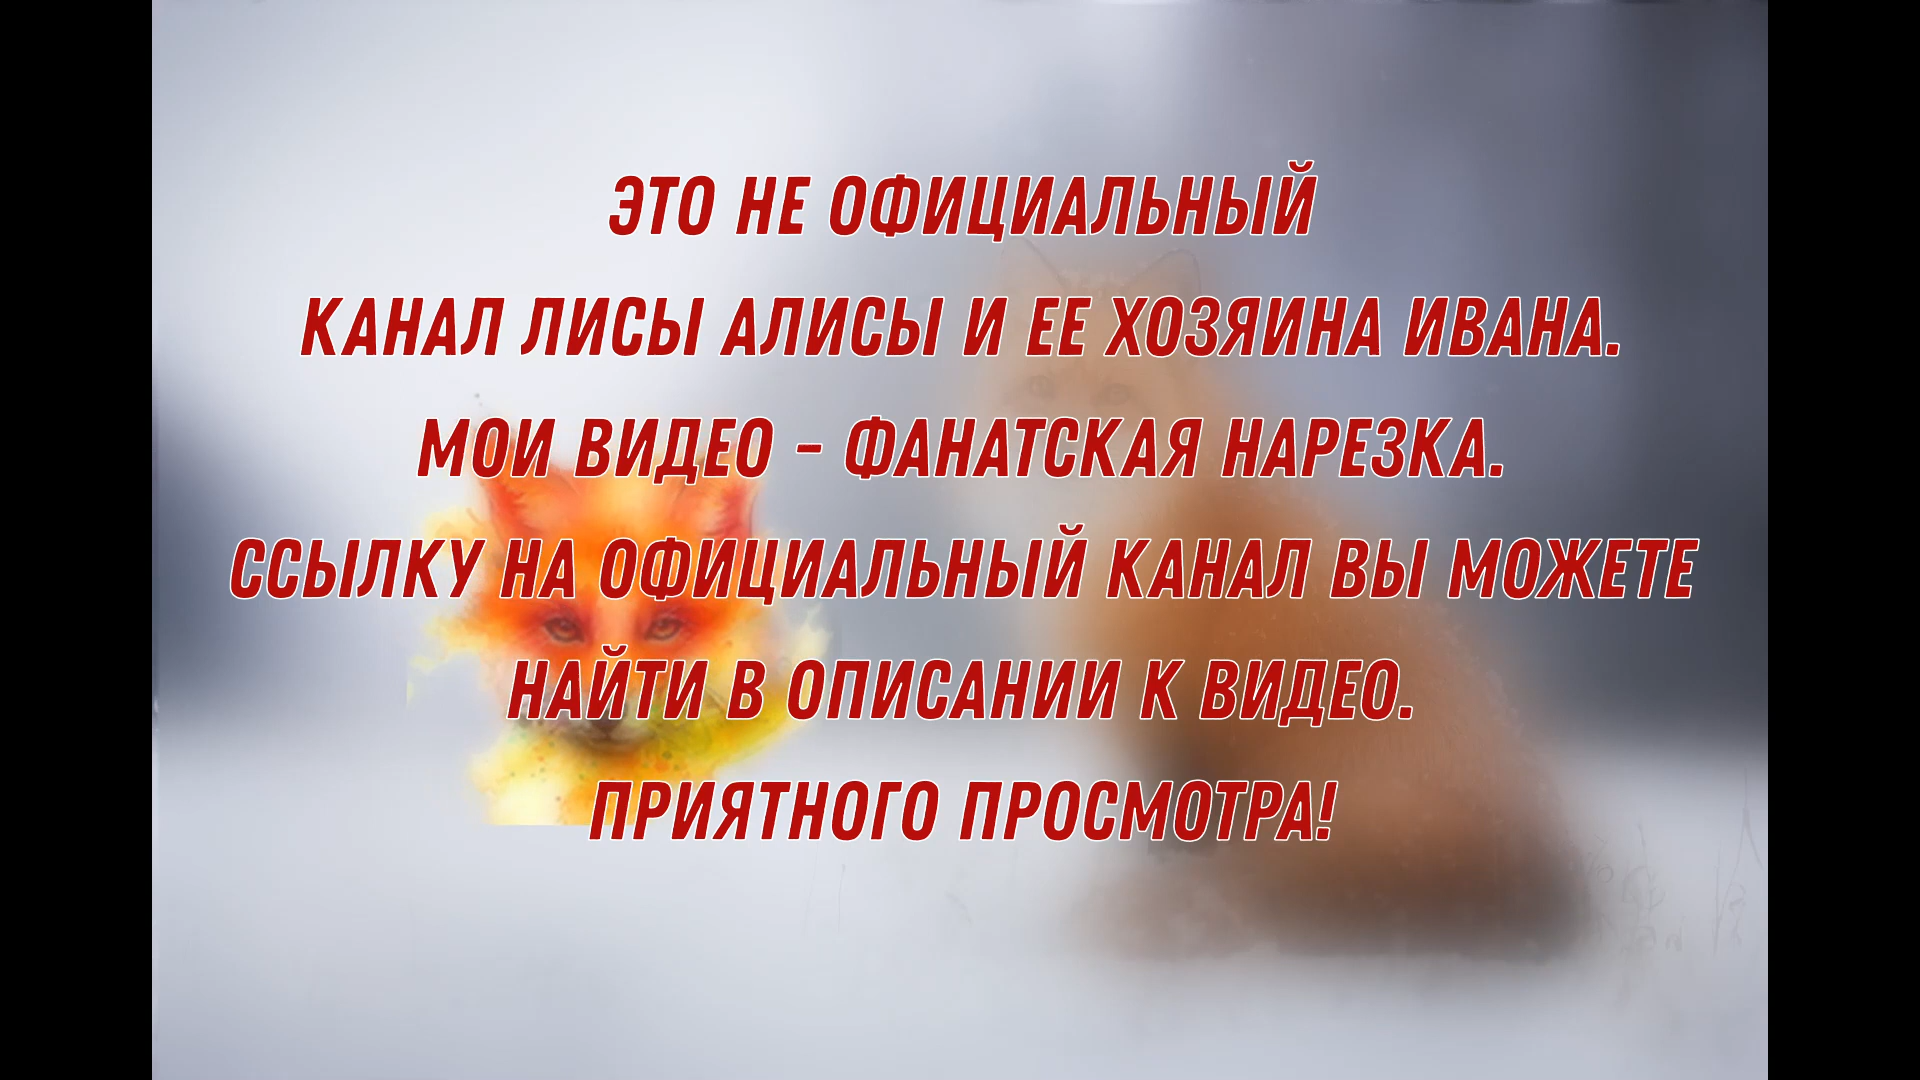 ЭТО НЕ ОФИЦИАЛЬНЫЙ
КАНАЛ ЛИСЫ АЛИСЫ И ЕЕ ХОЗЯИНА ИВАНА.
МОИ ВИДЕО - ФАНАТСКАЯ НАРЕЗКА.
ССЫЛКУ НА ОФИЦИАЛЬНЫЙ КАНАЛ ВЫ МОЖЕТЕ
НАЙТИ В ОПИСАНИИ К ВИДЕО.
ПРИЯТНОГО ПРОСМОТРА!